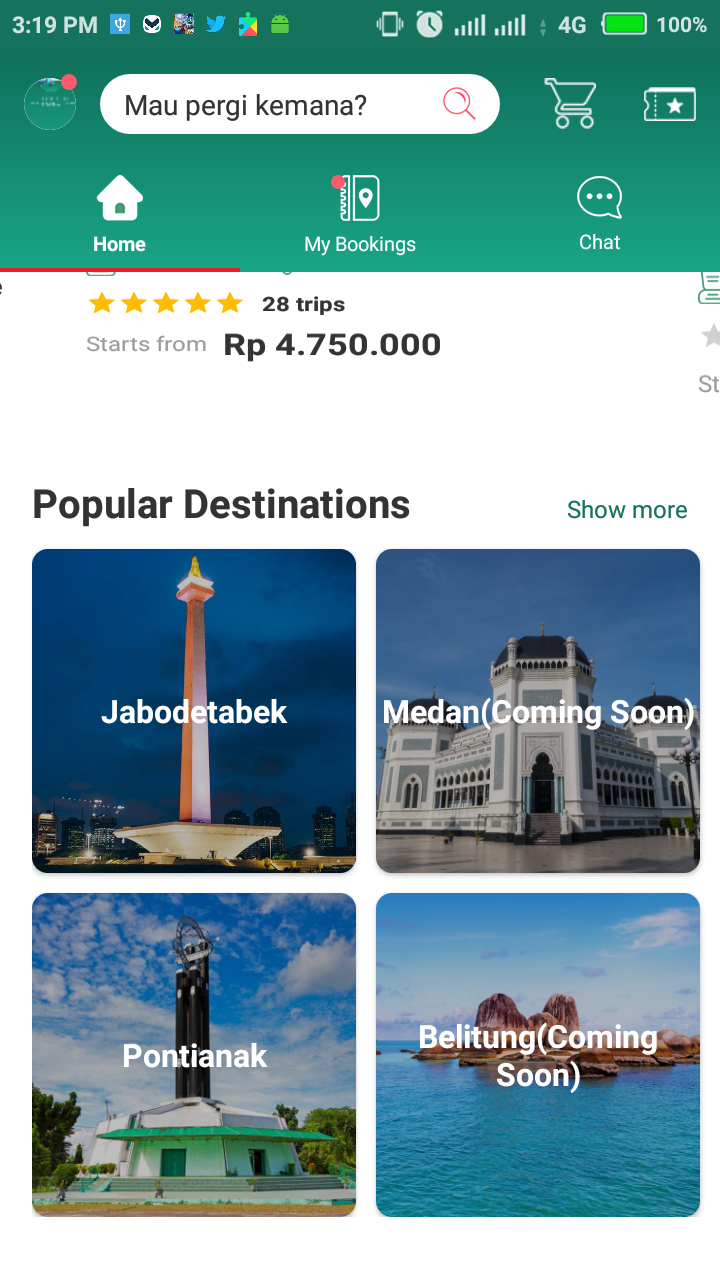 3:19 PM
4G
100%
Mau pergi kemana?
Home
My Bookings
Chat
28 trips
Starts from Rp 4.750.000
St
Popular Destinations
Show more
Jabodetabek
Medan(Coming Soon)
Pontianak
Belitung(Coming
Soon)